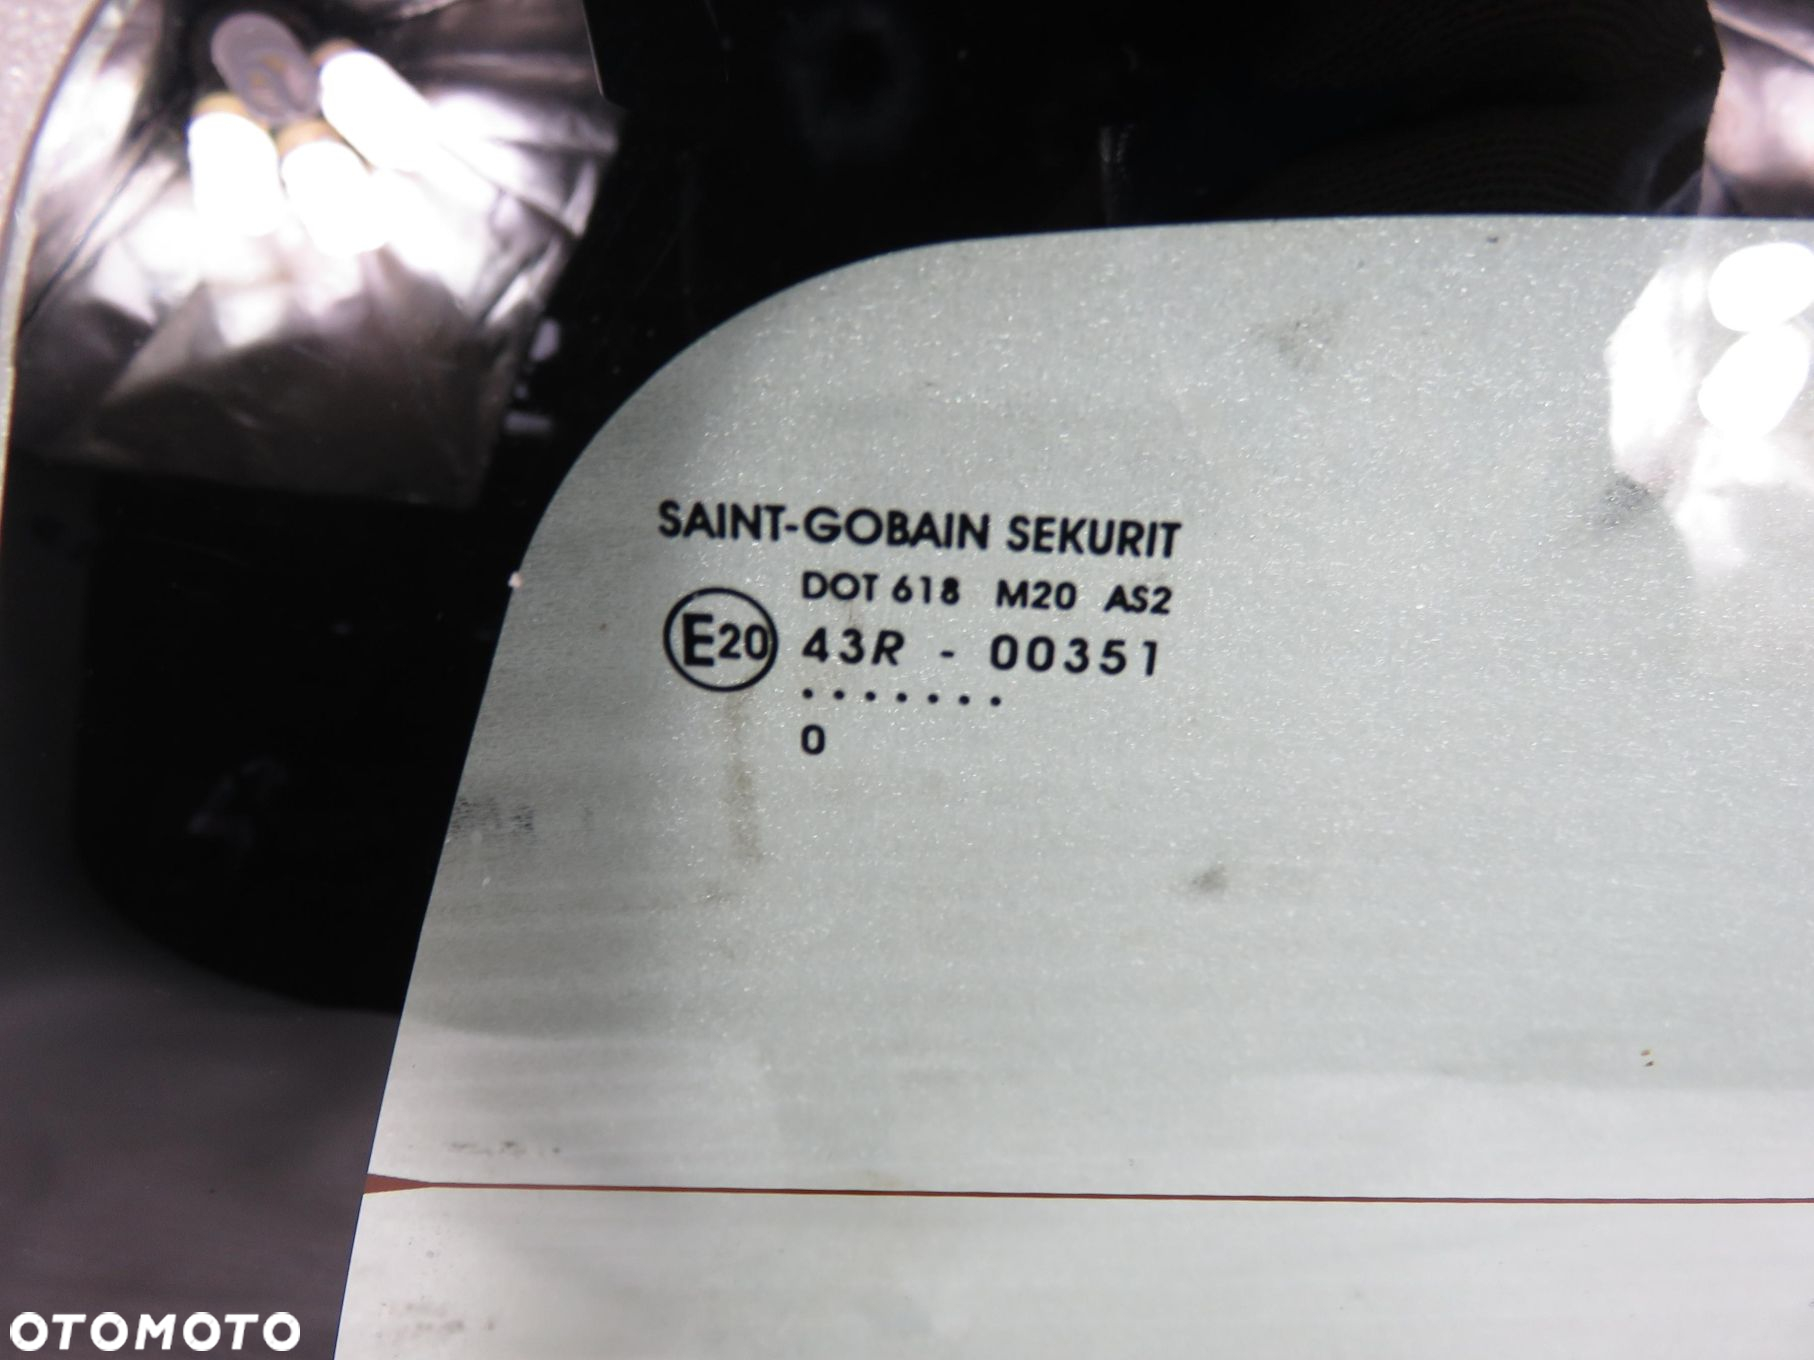 SAINT-GOBAIN SEKURIT
DOT 618 M20 AS2
E20 43R - 00351
.......
0
OTOMOTO